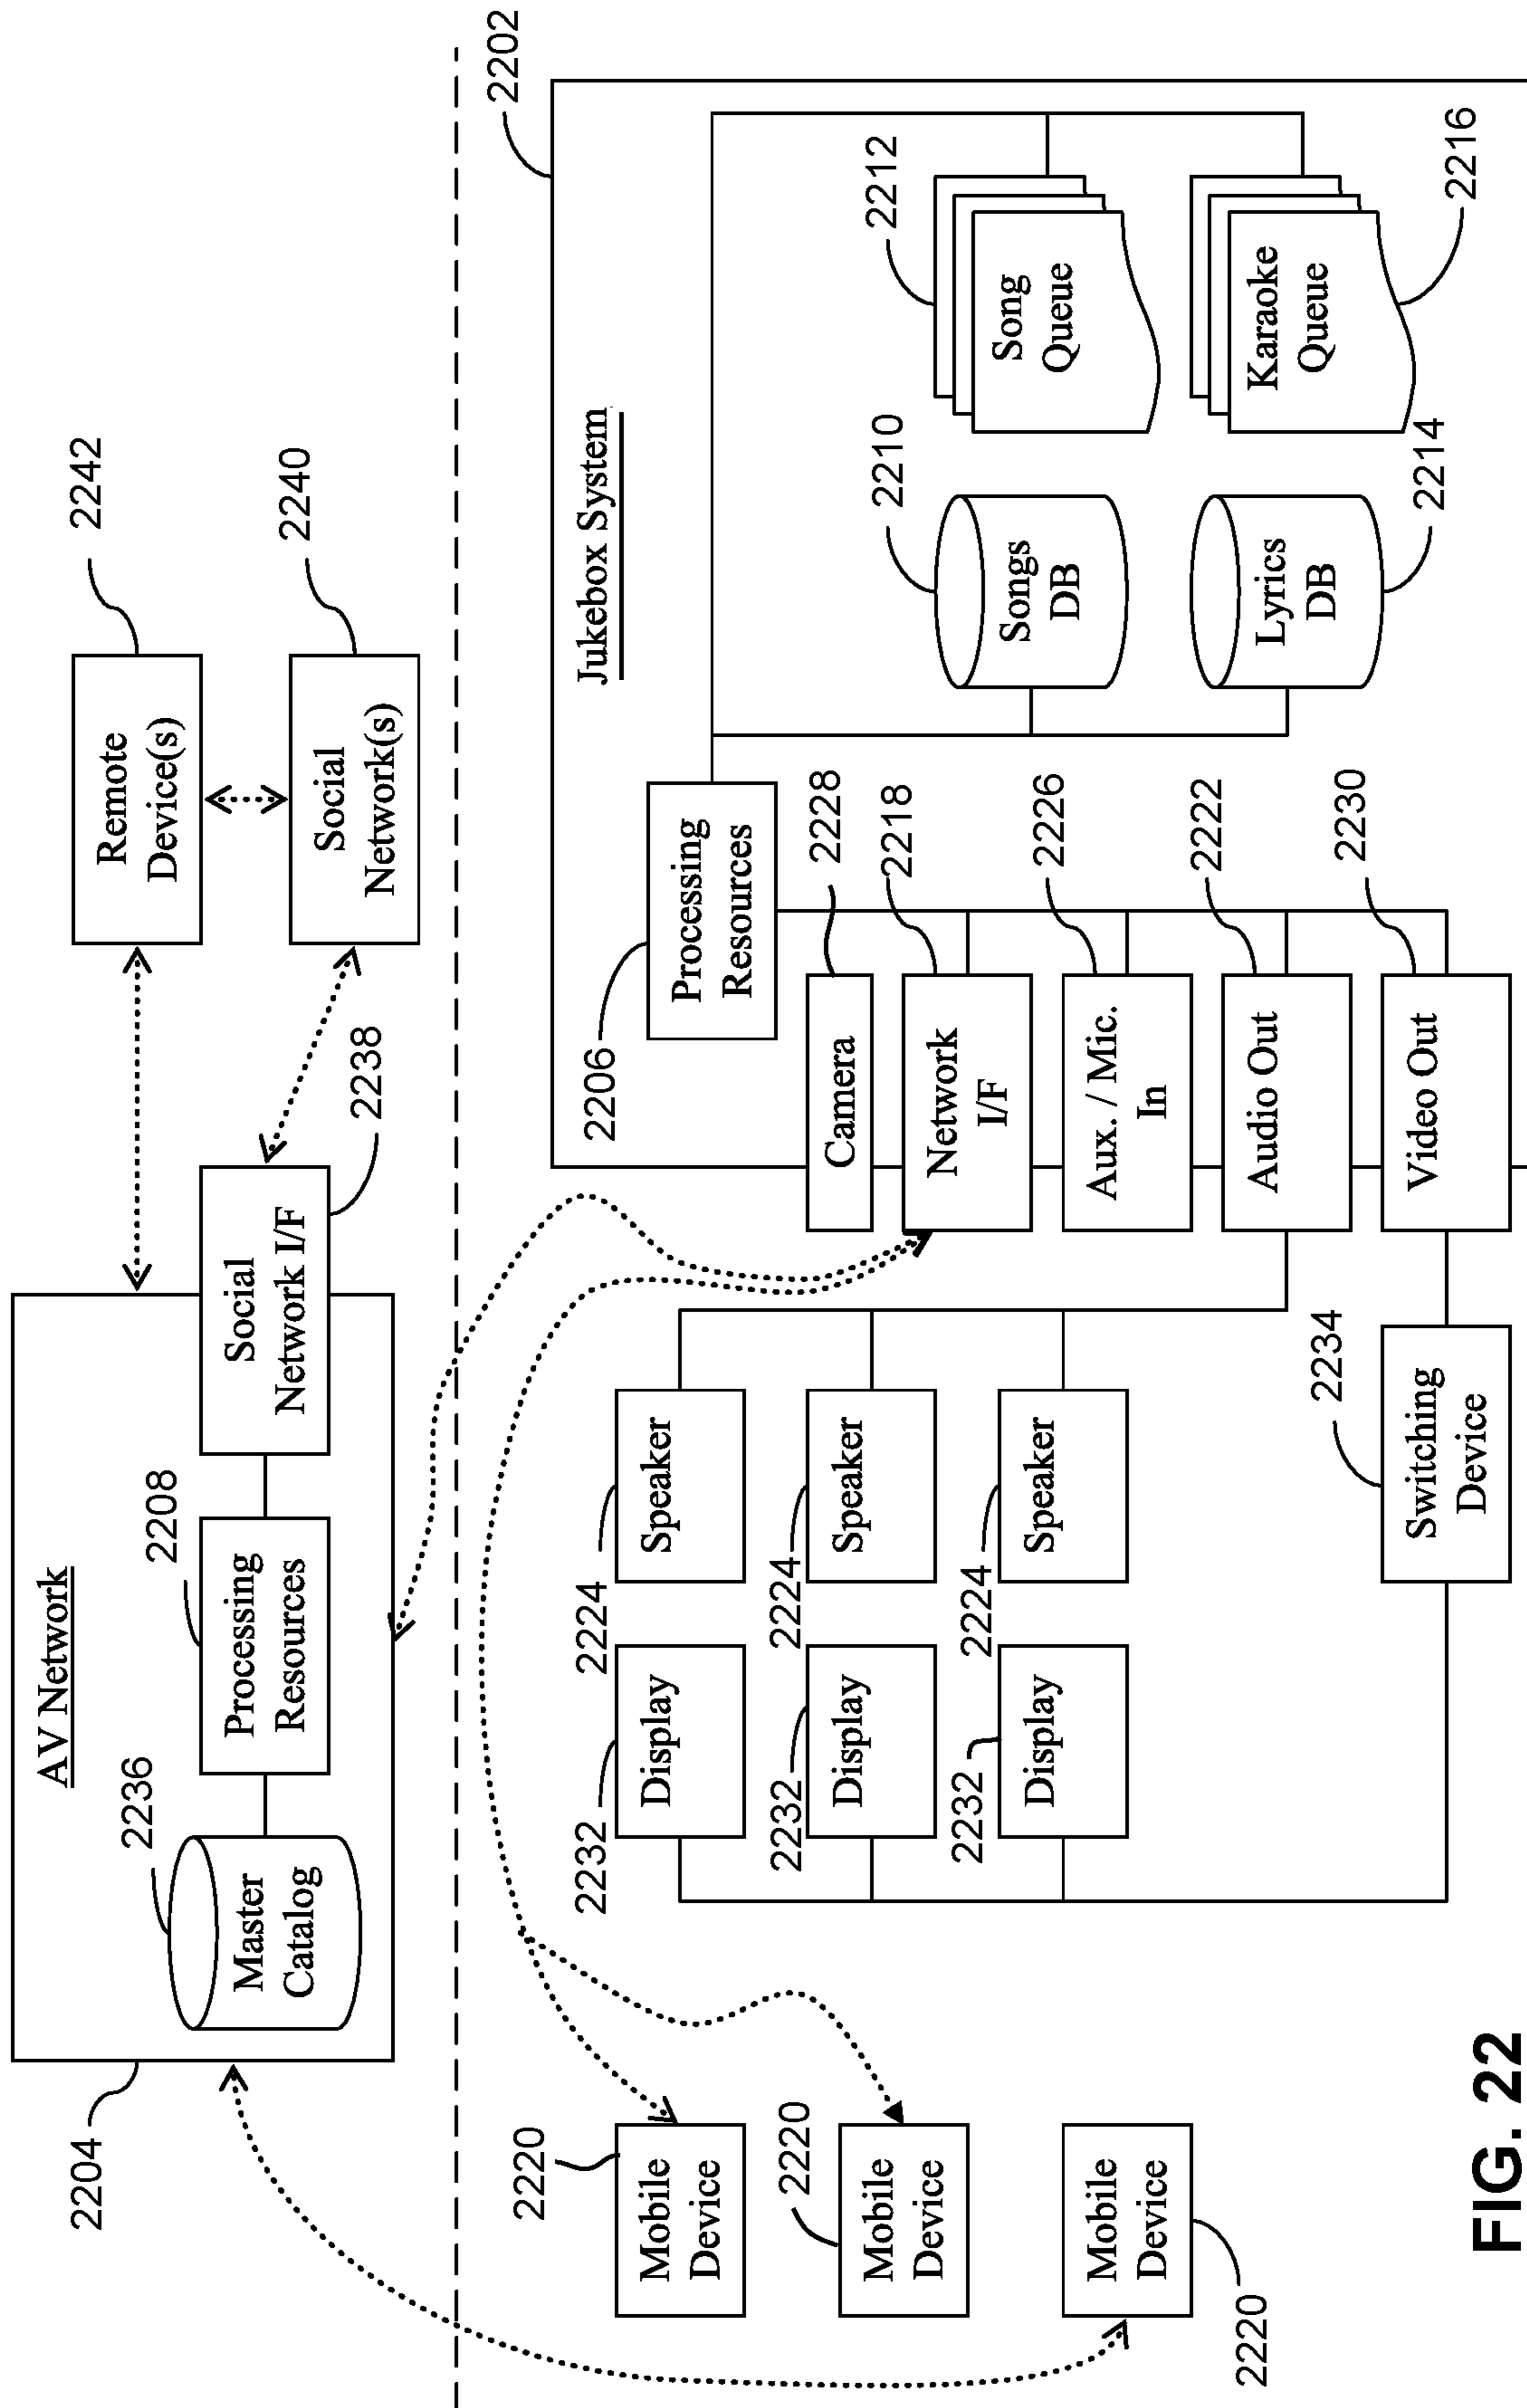 2204
AV Network
2236
Master
Catalog
2208
Processing
Resources
Social
Network I/F
2238
Remote
Device(s)
2242
Social
Network(s)
2240
2220
Mobile
Device
2220
Mobile
Device
Mobile
Device
2220
2232
Display
2232
Display
2232
Display
2224
Speaker
2224
Speaker
2224
Speaker
2234
Switching
Device
2202
Jukebox System
2206
Processing
Resources
Camera
2228
Network
I/F
2218
Aux. / Mic.
In
2226
Audio Out
2222
Video Out
2230
Songs
DB
2210
Lyrics
DB
2214
Song
Queue
2212
Karaoke
Queue
2216
FIG. 22